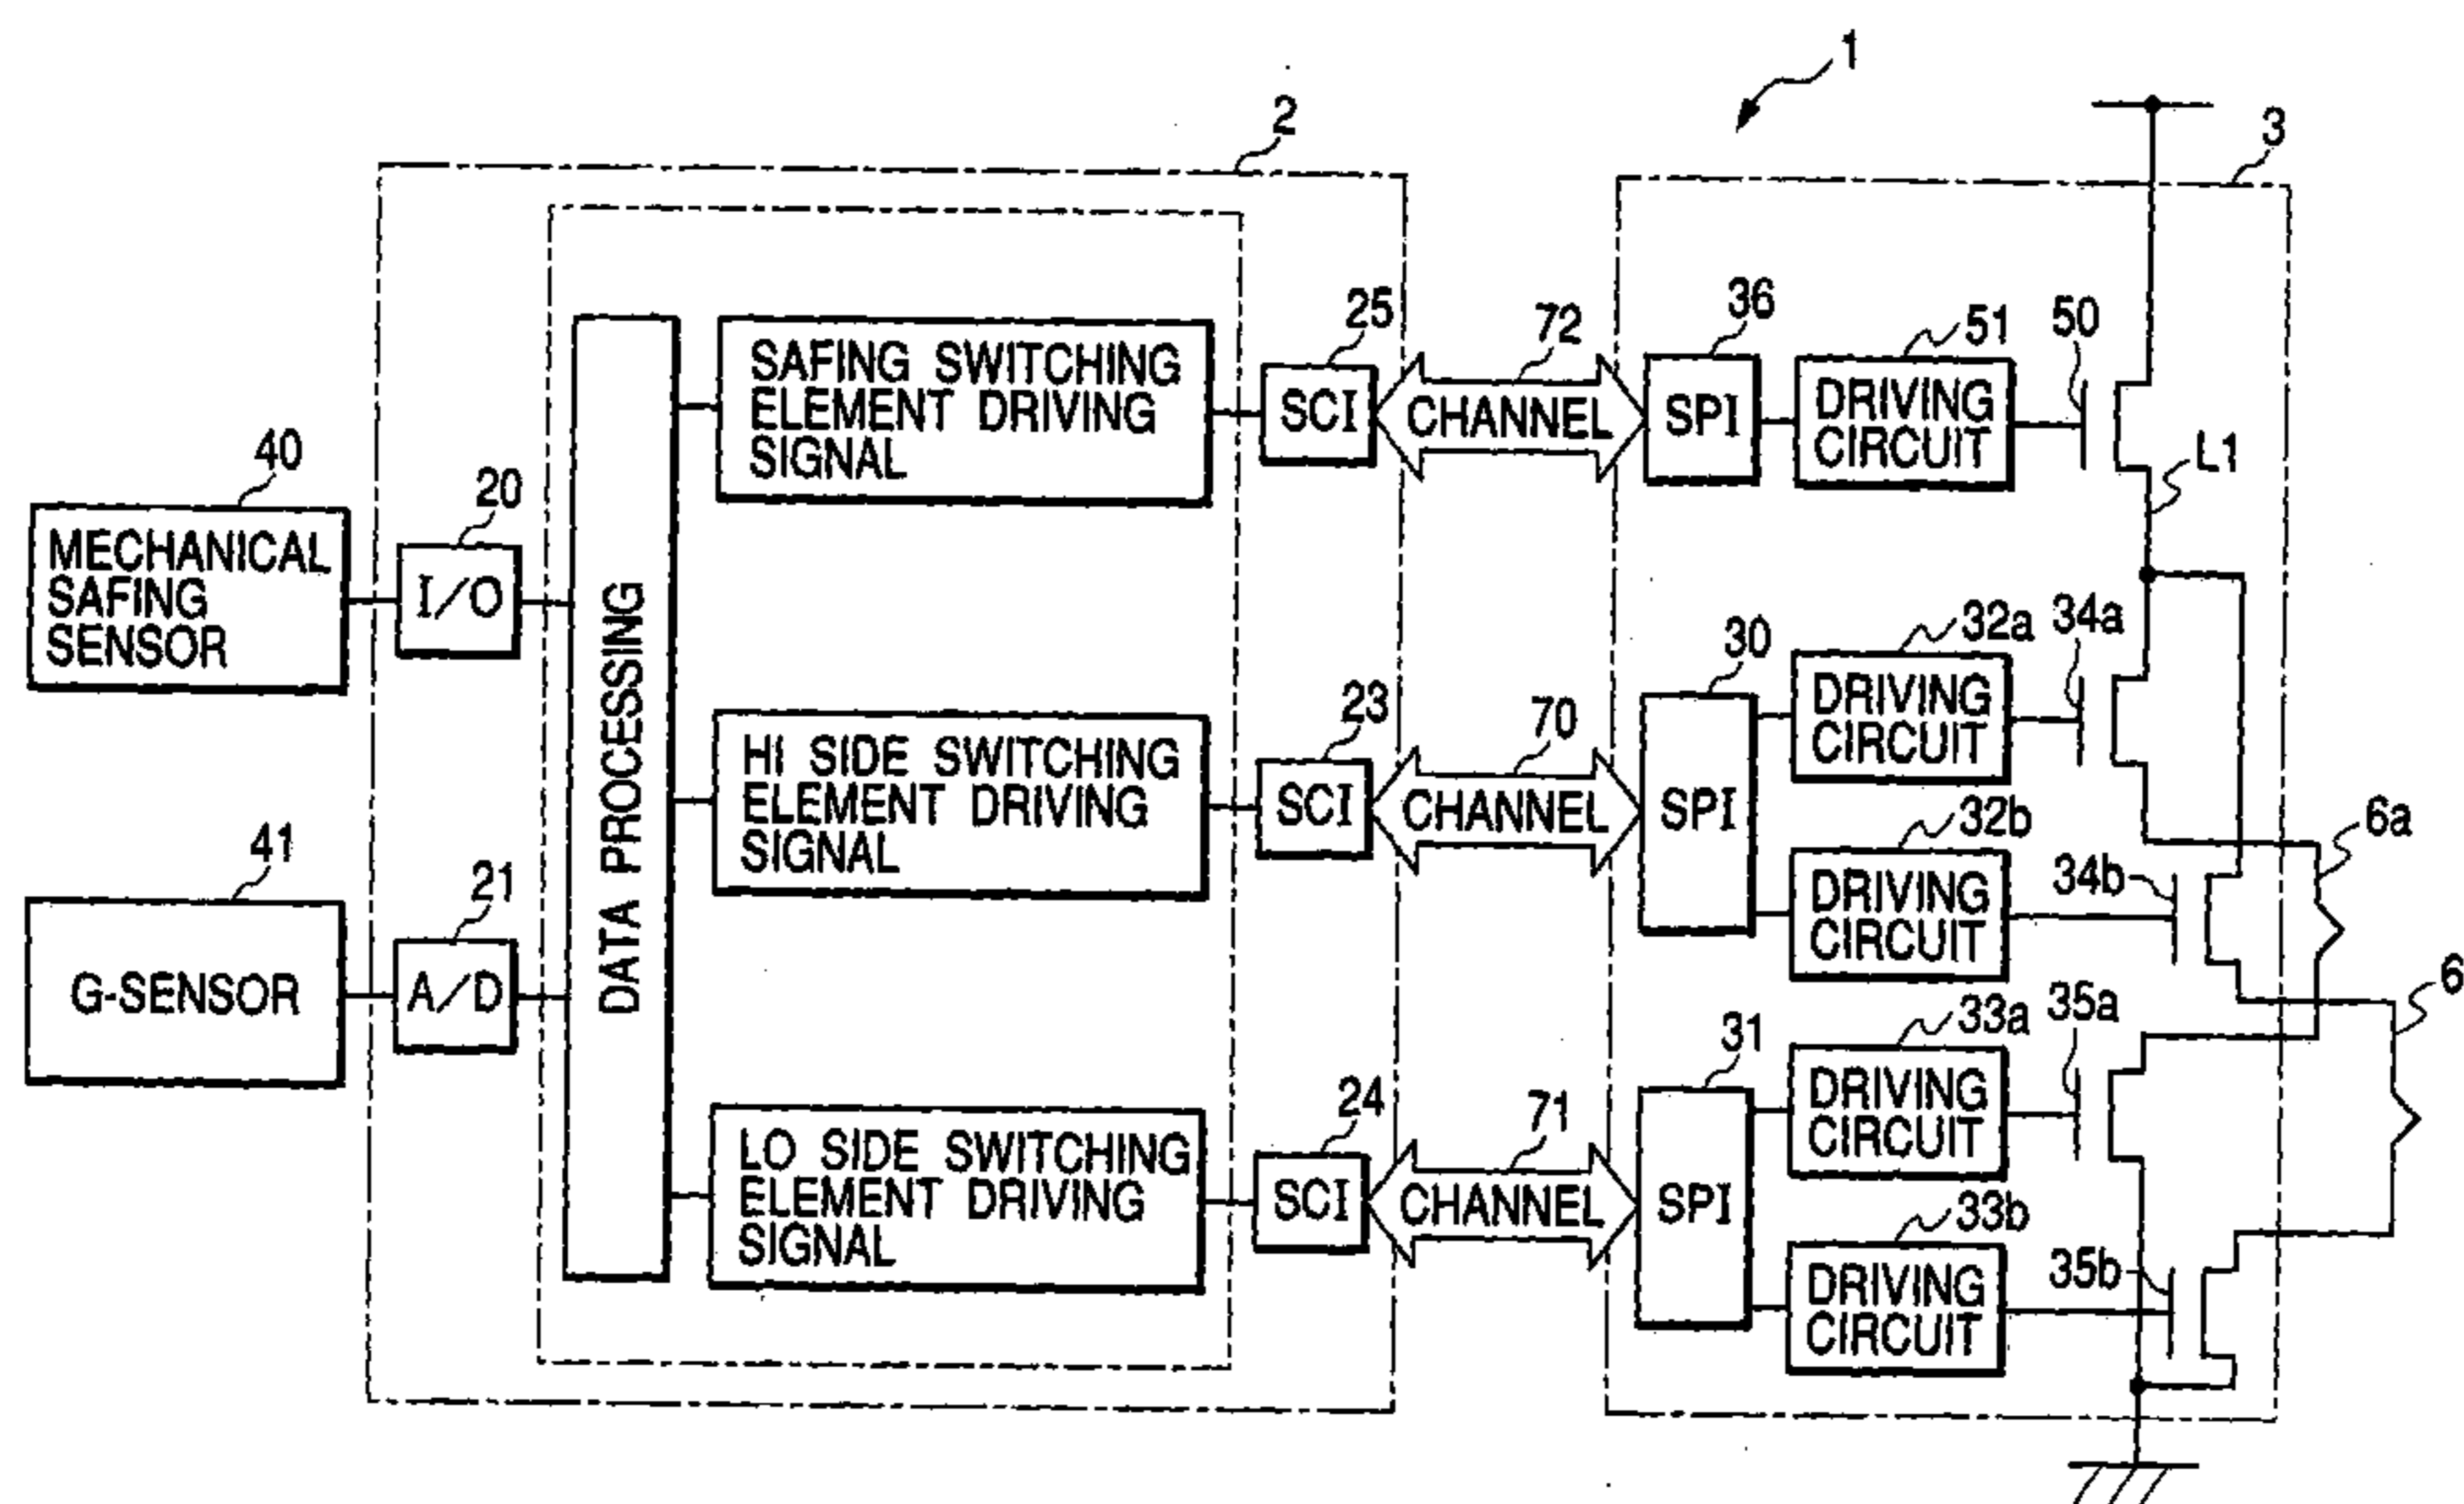 1
2
3
25
72
36
51
50
SAFING SWITCHING
ELEMENT DRIVING
SIGNAL
SCI
CHANNEL
SPI
DRIVING
CIRCUIT
L1
40
20
MECHANICAL
SAFING
SENSOR
I/O
DATA PROCESSING
23
70
30
32a
34a
HI SIDE SWITCHING
ELEMENT DRIVING
SIGNAL
SCI
CHANNEL
SPI
DRIVING
CIRCUIT
32b
34b
DRIVING
CIRCUIT
6a
6
41
21
G-SENSOR
A/D
24
71
31
33a
35a
LO SIDE SWITCHING
ELEMENT DRIVING
SIGNAL
SCI
CHANNEL
SPI
DRIVING
CIRCUIT
33b
35b
DRIVING
CIRCUIT